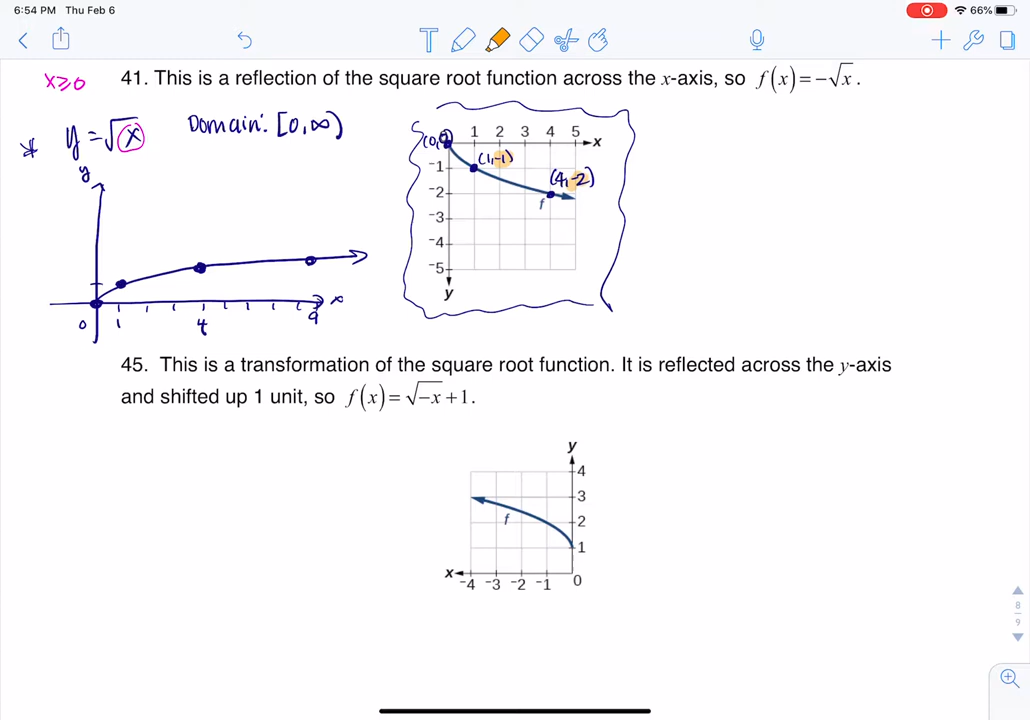 6:54 PM Thu Feb 6
66%
x≥0
41. This is a reflection of the square root function across the x-axis, so f(x)=−√x.
* y=√x
Domain: [0,∞)
y
0 1 4 9 x
1 2 3 4 5 x
(0,0)
(1,-1)
(4,-2)
-1
-2
-3
-4
-5
f
y
45. This is a transformation of the square root function. It is reflected across the y-axis
and shifted up 1 unit, so f(x)=√−x+1.
y
4
3
2
1
f
x -4 -3 -2 -1 0
8
9